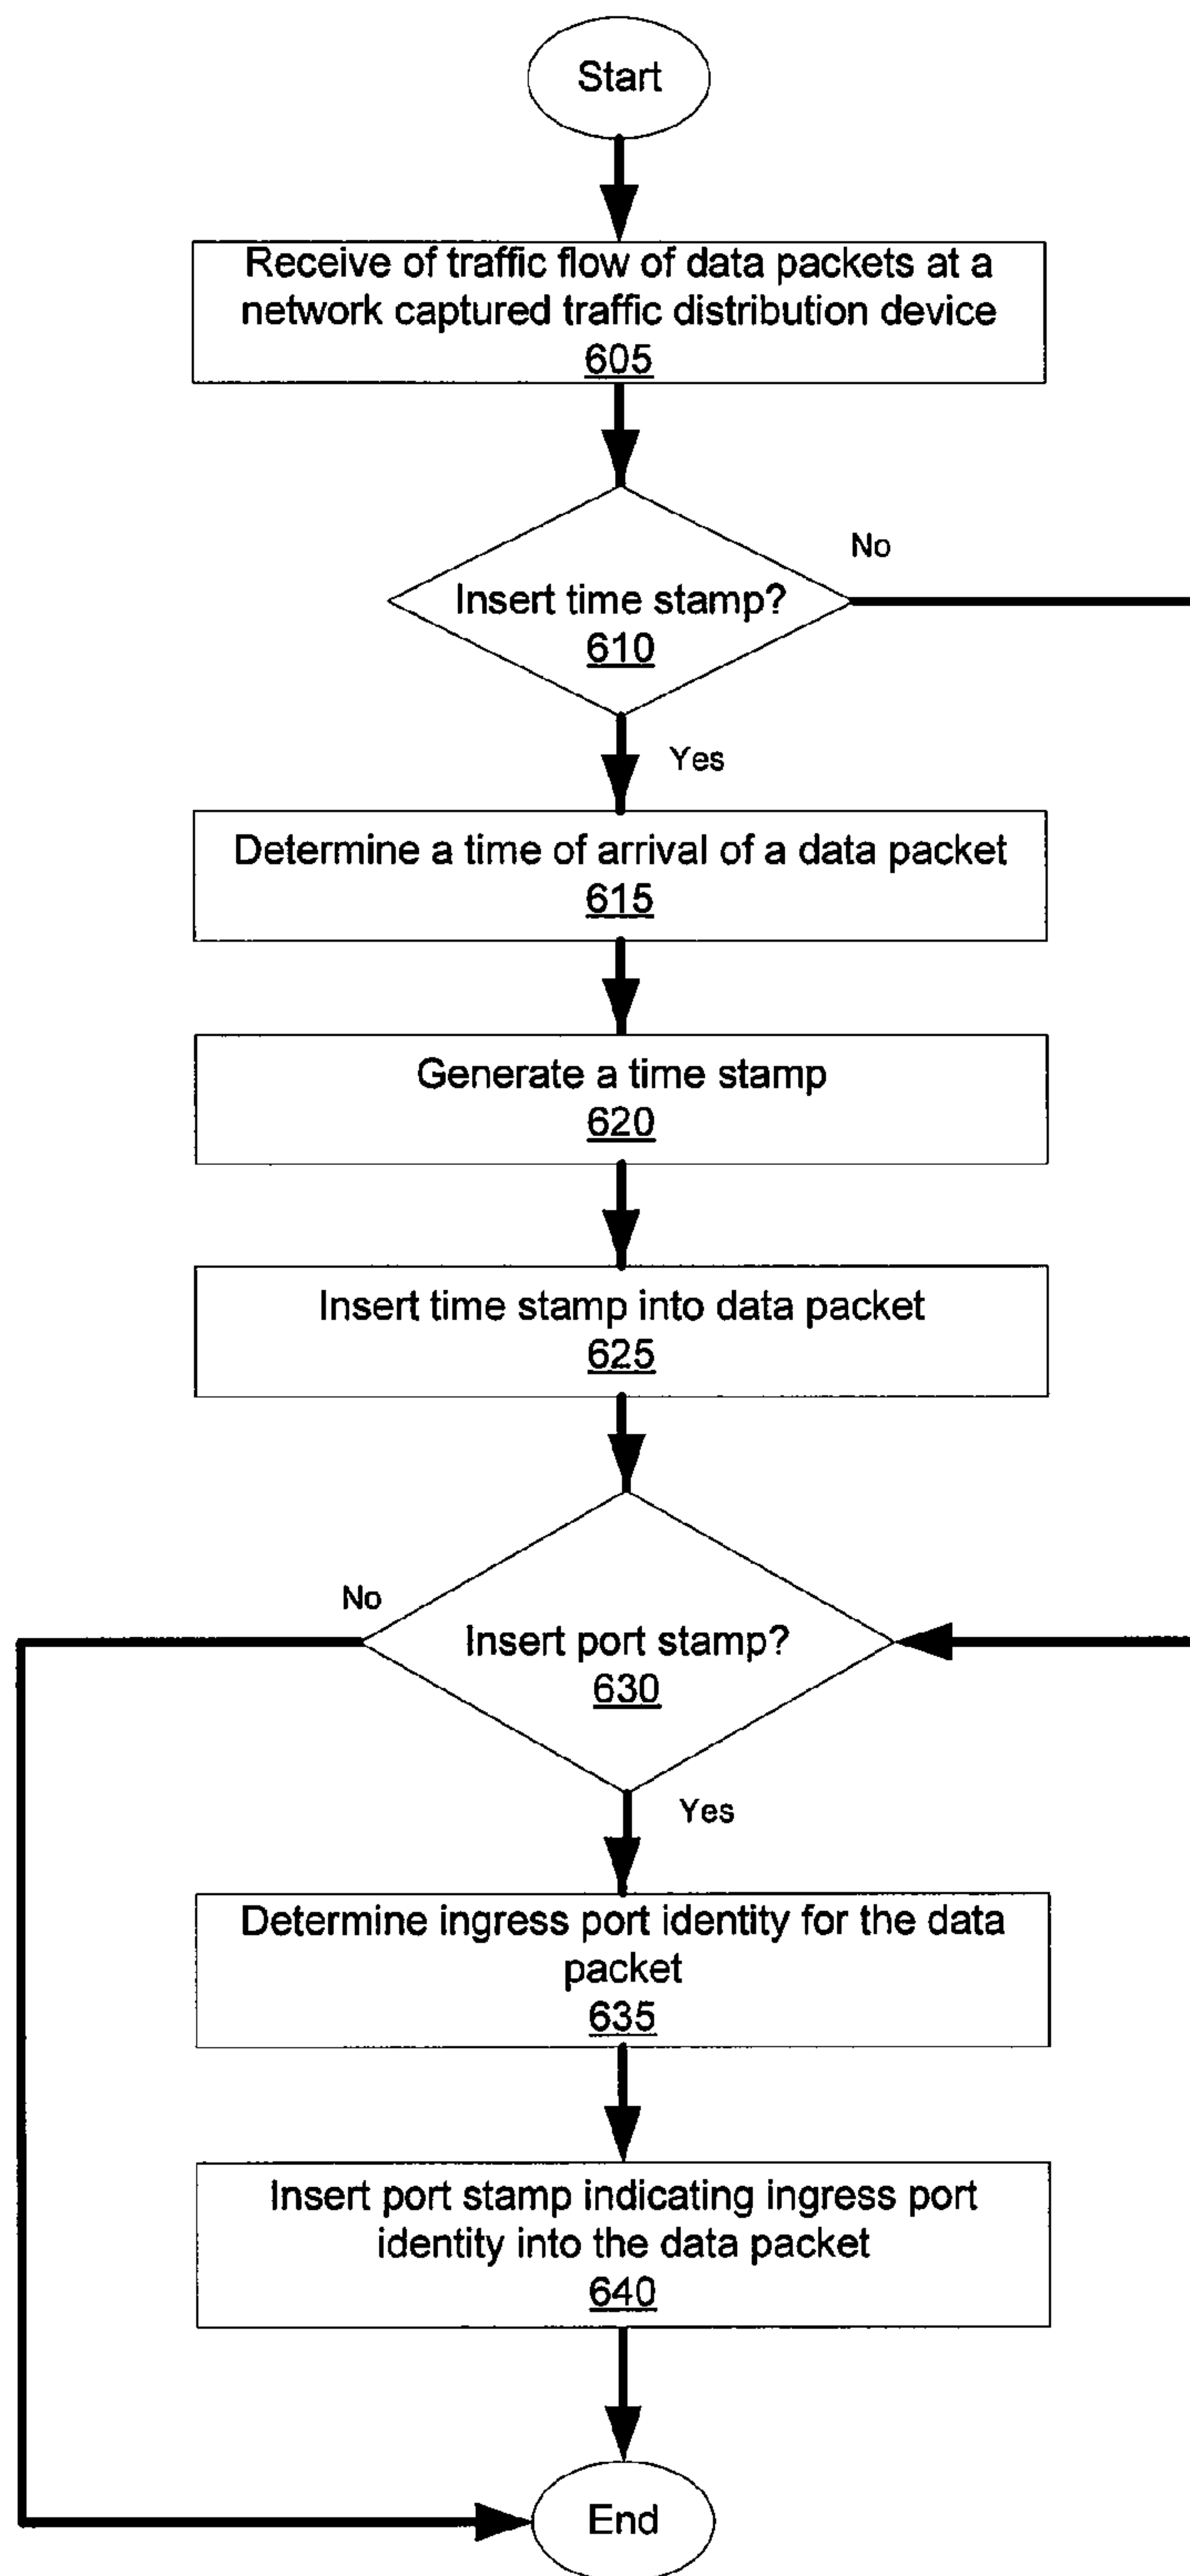 Start
Receive of traffic flow of data packets at a
network captured traffic distribution device
605
No
Insert time stamp?
610
Yes
Determine a time of arrival of a data packet
615
Generate a time stamp
620
Insert time stamp into data packet
625
No
Insert port stamp?
630
Yes
Determine ingress port identity for the data
packet
635
Insert port stamp indicating ingress port
identity into the data packet
640
End